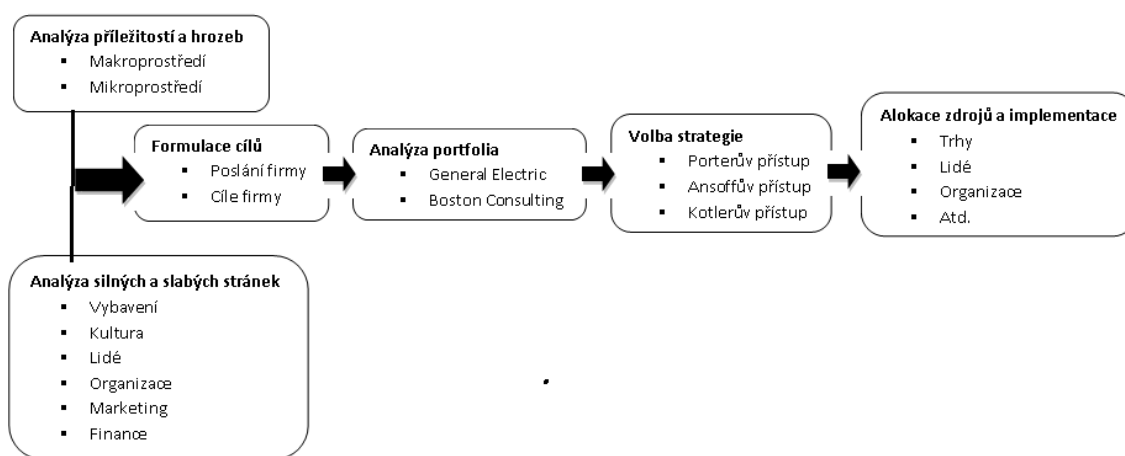 Analýza příležitostí a hrozeb
▪ Makroprostředí
▪ Mikroprostředí
Analýza silných a slabých stránek
▪ Vybavení
▪ Kultura
▪ Lidé
▪ Organizace
▪ Marketing
▪ Finance
Formulace cílů
▪ Poslání firmy
▪ Cíle firmy
Analýza portfolia
▪ General Electric
▪ Boston Consulting
Volba strategie
▪ Porterův přístup
▪ Ansoffův přístup
▪ Kotlerův přístup
Alokace zdrojů a implementace
▪ Trhy
▪ Lidé
▪ Organizace
▪ Atd.